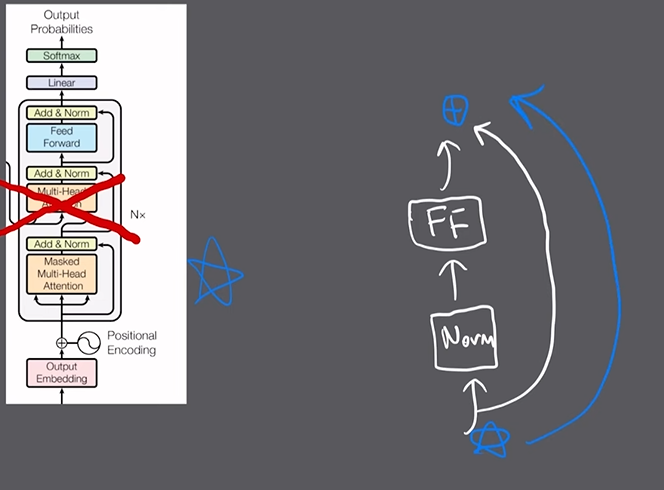 Output
Probabilities
Softmax
Linear
Add & Norm
Feed
Forward
Add & Norm
Multi-Head
Nx
Add & Norm
Masked
Multi-Head
Attention
Positional
Encoding
Output
Embedding
FF
Norm